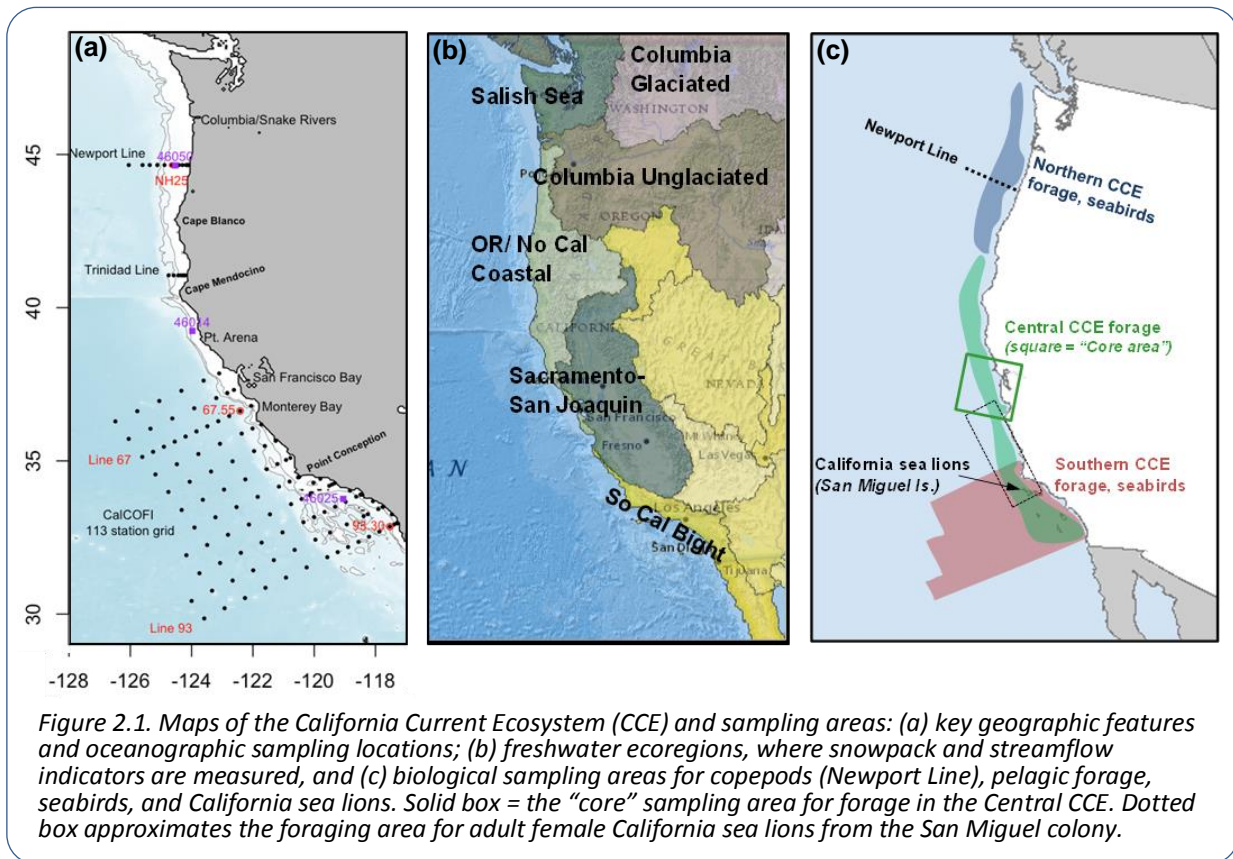 (a)
Columbia/Snake Rivers
Newport Line
46050
NH25
Cape Blanco
Trinidad Line
Cape Mendocino
46014
Pt. Arena
San Francisco Bay
67.55
Monterey Bay
Line 67
Point Conception
CalCOFI
113 station grid
46025
93.30
Line 93
45
40
35
30
-128
-126
-124
-122
-120
-118
(b)
Columbia
Glaciated
Salish Sea
WASHINGTON
Columbia Unglaciated
OREGON
OR/ No Cal
Coastal
CALIFORNIA
NEVADA
Sacramento-
San Joaquin
San Francisco
Fresno
Las Vegas
Los Angeles
So Cal Bight
San Diego
Tijuana
(c)
Newport Line
Northern CCE
forage, seabirds
Central CCE forage
(square = “Core area”)
California sea lions
(San Miguel Is.)
Southern CCE
forage, seabirds
Figure 2.1. Maps of the California Current Ecosystem (CCE) and sampling areas: (a) key geographic features
and oceanographic sampling locations; (b) freshwater ecoregions, where snowpack and streamflow
indicators are measured, and (c) biological sampling areas for copepods (Newport Line), pelagic forage,
seabirds, and California sea lions. Solid box = the “core” sampling area for forage in the Central CCE. Dotted
box approximates the foraging area for adult female California sea lions from the San Miguel colony.